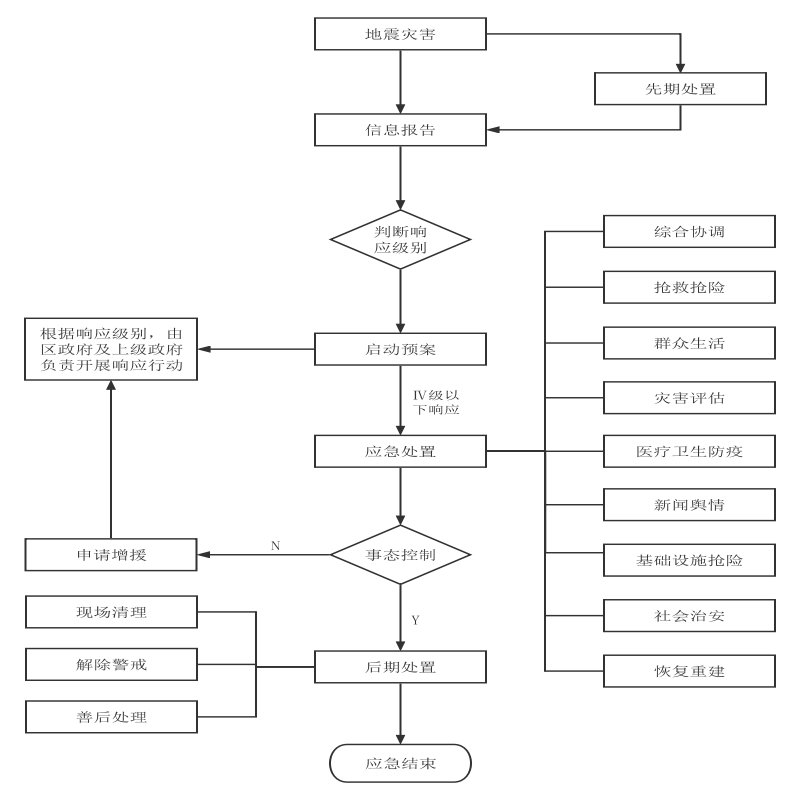 地震灾害
先期处置
信息报告
判断响
应级别
综合协调
抢救抢险
群众生活
灾害评估
医疗卫生防疫
新闻舆情
基础设施抢险
社会治安
恢复重建
根据响应级别，由
区政府及上级政府
负责开展响应行动
启动预案
IV级以
下响应
应急处置
事态控制
N
申请增援
Y
现场清理
解除警戒
善后处理
后期处置
应急结束